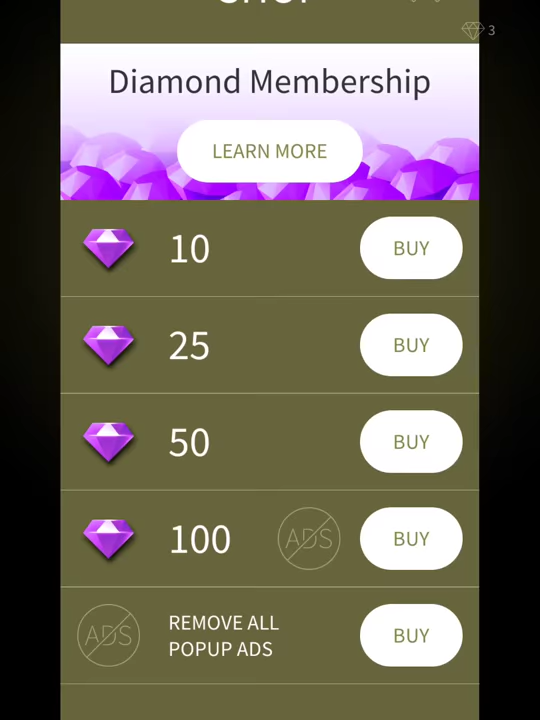 3
Diamond Membership
LEARN MORE
10 BUY
25 BUY
50 BUY
100 ADS BUY
ADS REMOVE ALL
POPUP ADS BUY